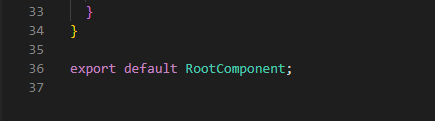 33 }
34 }
35
36 export default RootComponent;
37